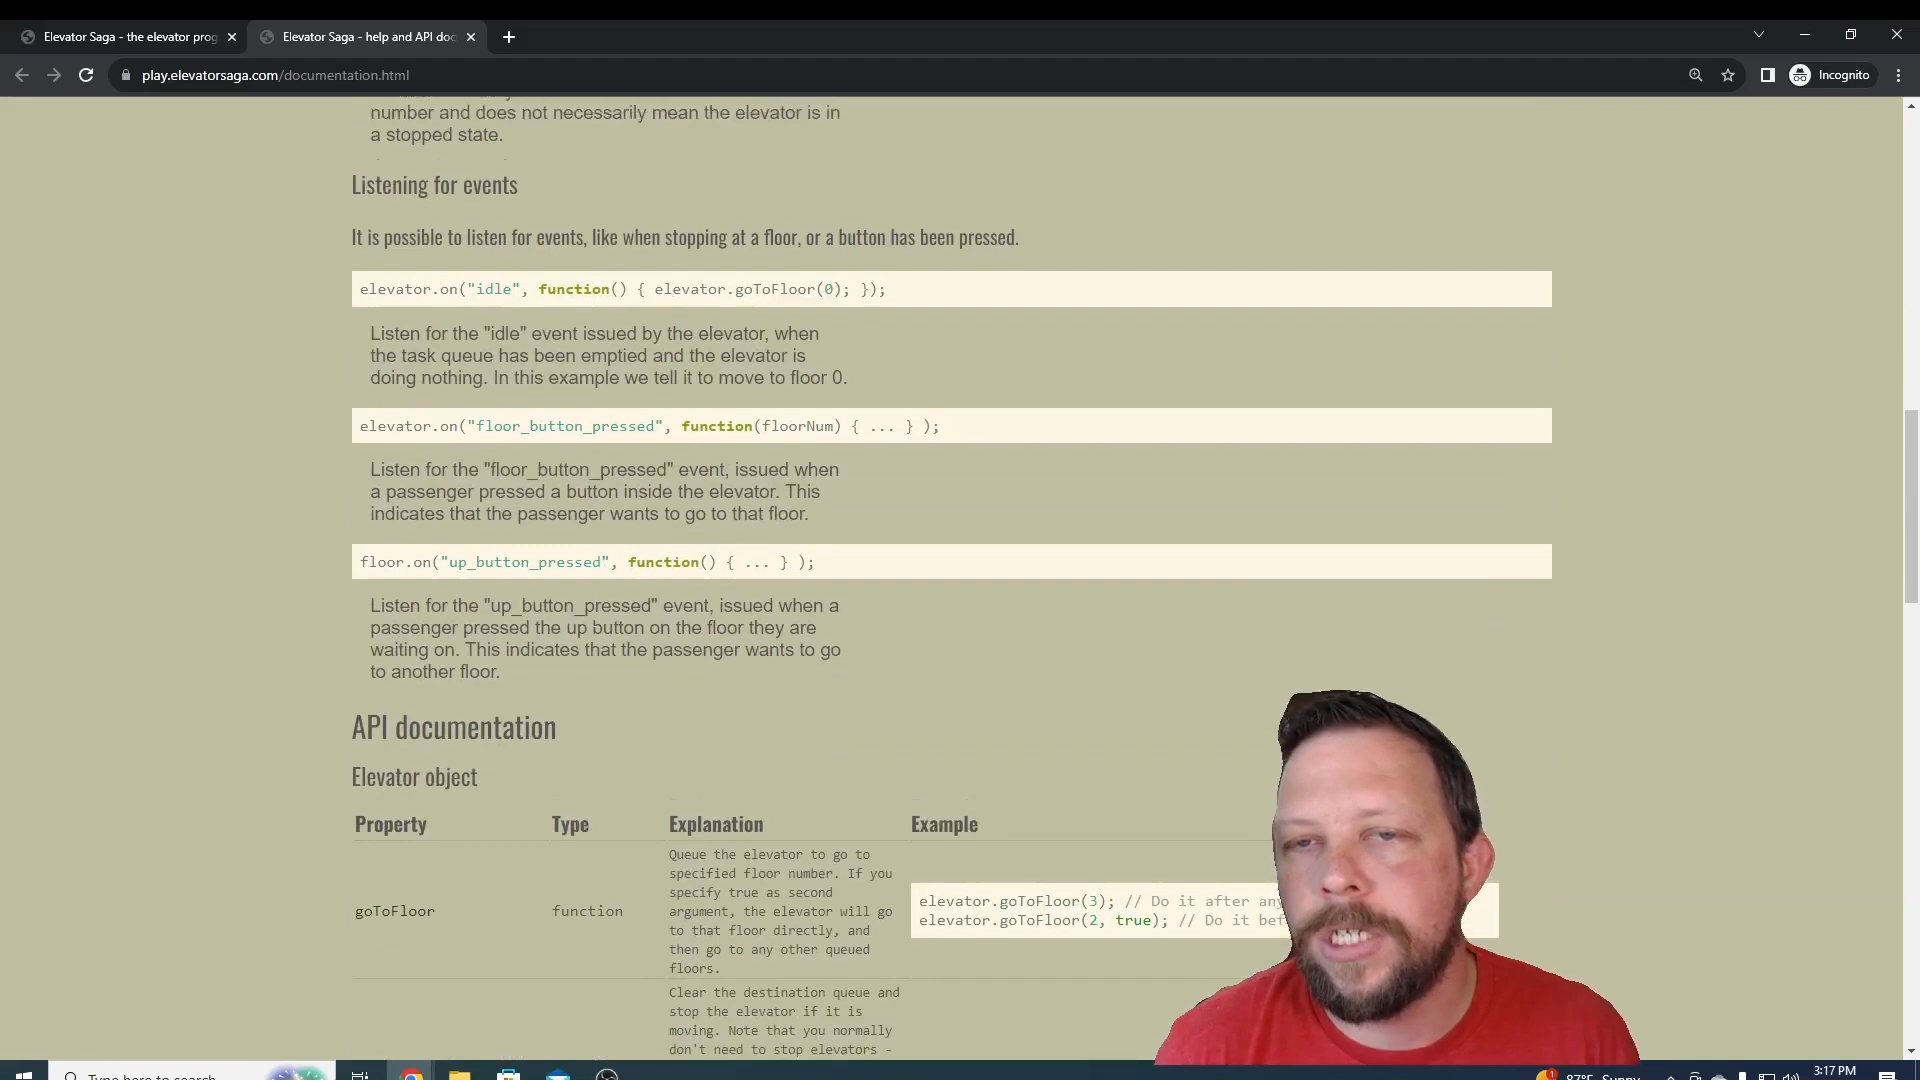 Elevator Saga - the elevator prog
Elevator Saga - help and API doc
play.elevatorsaga.com/documentation.html
Incognito
number and does not necessarily mean the elevator is in
a stopped state.
Listening for events
It is possible to listen for events, like when stopping at a floor, or a button has been pressed.
elevator.on("idle", function() { elevator.goToFloor(0); });
Listen for the "idle" event issued by the elevator, when
the task queue has been emptied and the elevator is
doing nothing. In this example we tell it to move to floor 0.
elevator.on("floor_button_pressed", function(floorNum) { ... } );
Listen for the "floor_button_pressed" event, issued when
a passenger pressed a button inside the elevator. This
indicates that the passenger wants to go to that floor.
floor.on("up_button_pressed", function() { ... } );
Listen for the "up_button_pressed" event, issued when a
passenger pressed the up button on the floor they are
waiting on. This indicates that the passenger wants to go
to another floor.
API documentation
Elevator object
Property Type Explanation Example
goToFloor function
Queue the elevator to go to
specified floor number. If you
specify true as second
argument, the elevator will go
to that floor directly, and
then go to any other queued
floors.
elevator.goToFloor(3); // Do it after any
elevator.goToFloor(2, true); // Do it bef
Clear the destination queue and
stop the elevator if it is
moving. Note that you normally
don't need to stop elevators -
Type here to search
1
87°F Sunny
3:17 PM